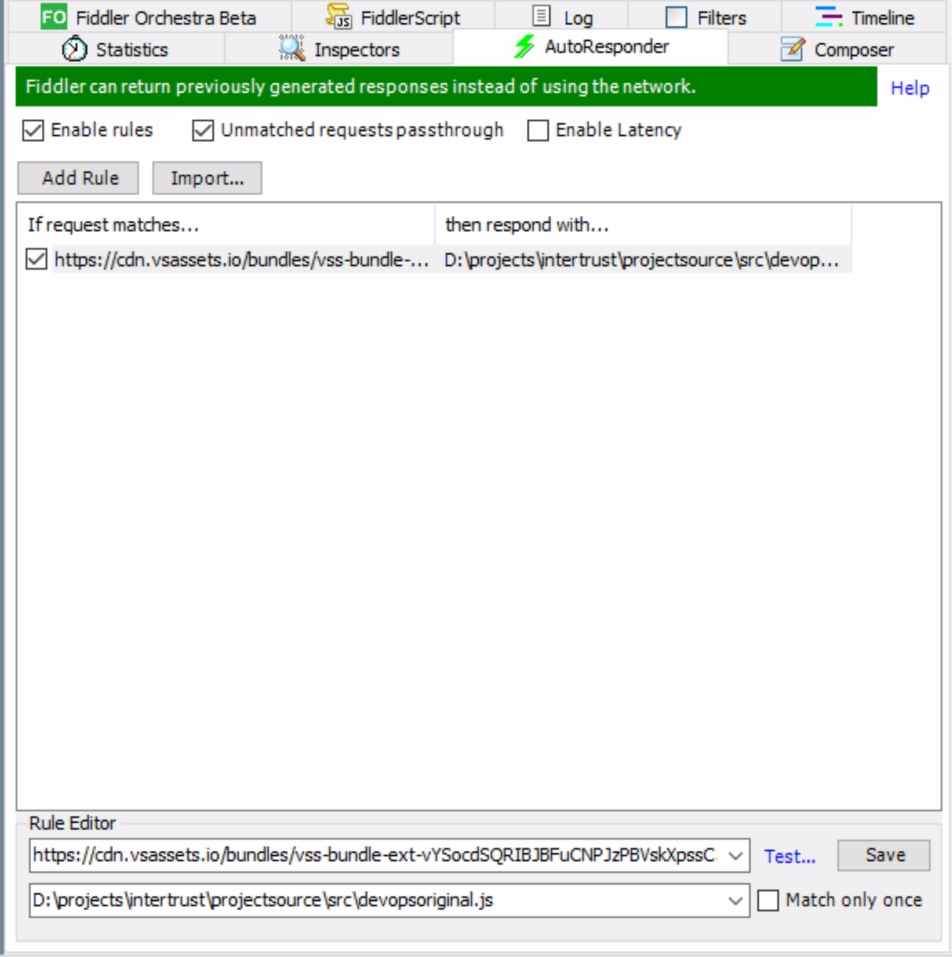 FO Fiddler Orchestra Beta JS FiddlerScript Log Filters Timeline
Statistics Inspectors AutoResponder Composer
Fiddler can return previously generated responses instead of using the network. Help
Enable rules Unmatched requests passthrough Enable Latency
Add Rule Import...
If request matches... then respond with...
https://cdn.vsassets.io/bundles/vss-bundle-... D:\projects\intertrust\projectsource\src\devop...
Rule Editor
https://cdn.vsassets.io/bundles/vss-bundle-ext-vYSocdSQRIBJBFuCNPJzPBVskXpssC. Test... Save
D:\projects\intertrust\projectsource\src\devopsoriginal.js Match only once